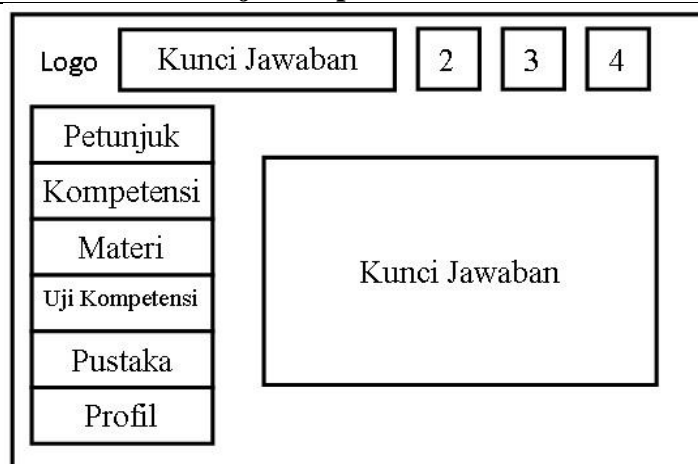 Logo
Kunci Jawaban
2
3
4
Petunjuk
Kompetensi
Materi
Uji Kompetensi
Pustaka
Profil
Kunci Jawaban